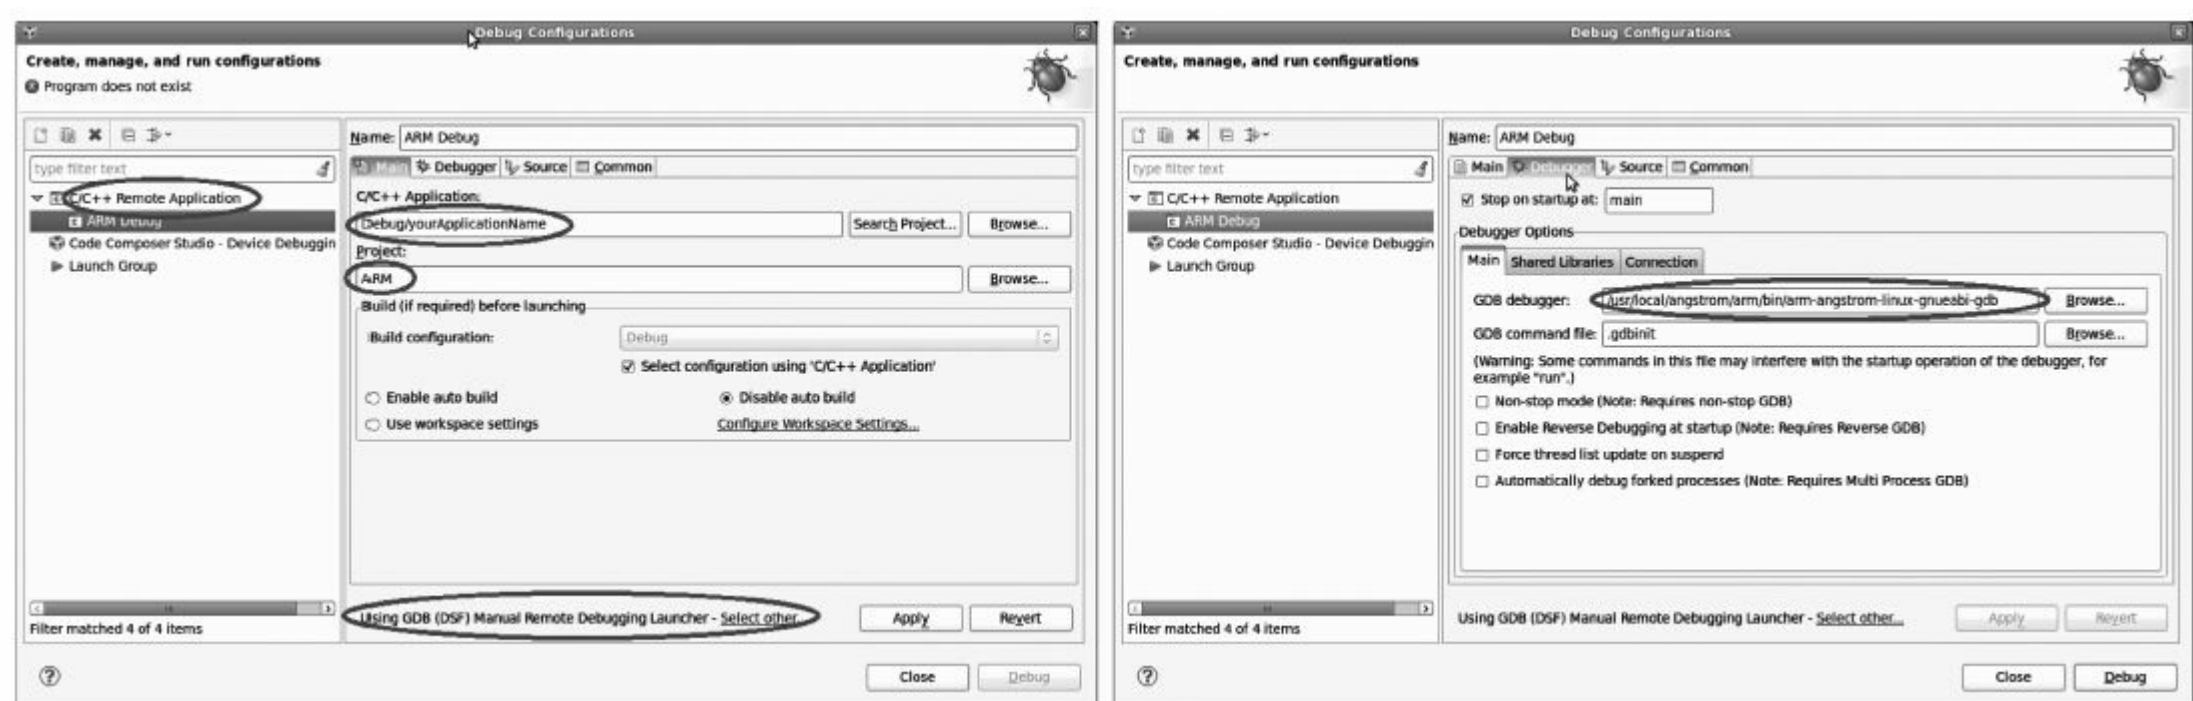 Debug Configurations
Create, manage, and run configurations
Program does not exist
type filter text
C/C++ Remote Application
ARM Debug
Code Composer Studio - Device Debuggin
Launch Group
Filter matched 4 of 4 items
Name: ARM Debug
Main Debugger Source Common
C/C++ Application:
Debug/yourApplicationName Search Project... Browse...
Project:
ARM Browse...
Build (if required) before launching
Build configuration: Debug
Select configuration using 'C/C++ Application'
Enable auto build Disable auto build
Use workspace settings Configure Workspace Settings...
Using GDB (DSF) Manual Remote Debugging Launcher - Select other... Apply Revert
? Close Debug
Debug Configurations
Create, manage, and run configurations
type filter text
C/C++ Remote Application
ARM Debug
Code Composer Studio - Device Debuggin
Launch Group
Filter matched 4 of 4 items
Name: ARM Debug
Main Debugger Source Common
Stop on startup at: main
Debugger Options
Main Shared Libraries Connection
GDB debugger: /usr/local/angstrom/arm/bin/arm-angstrom-linux-gnueabi-gdb Browse...
GDB command file: .gdbinit Browse...
(Warning: Some commands in this file may interfere with the startup operation of the debugger, for
example "run".)
Non-stop mode (Note: Requires non-stop GDB)
Enable Reverse Debugging at startup (Note: Requires Reverse GDB)
Force thread list update on suspend
Automatically debug forked processes (Note: Requires Multi Process GDB)
Using GDB (DSF) Manual Remote Debugging Launcher - Select other... Apply Revert
? Close Debug